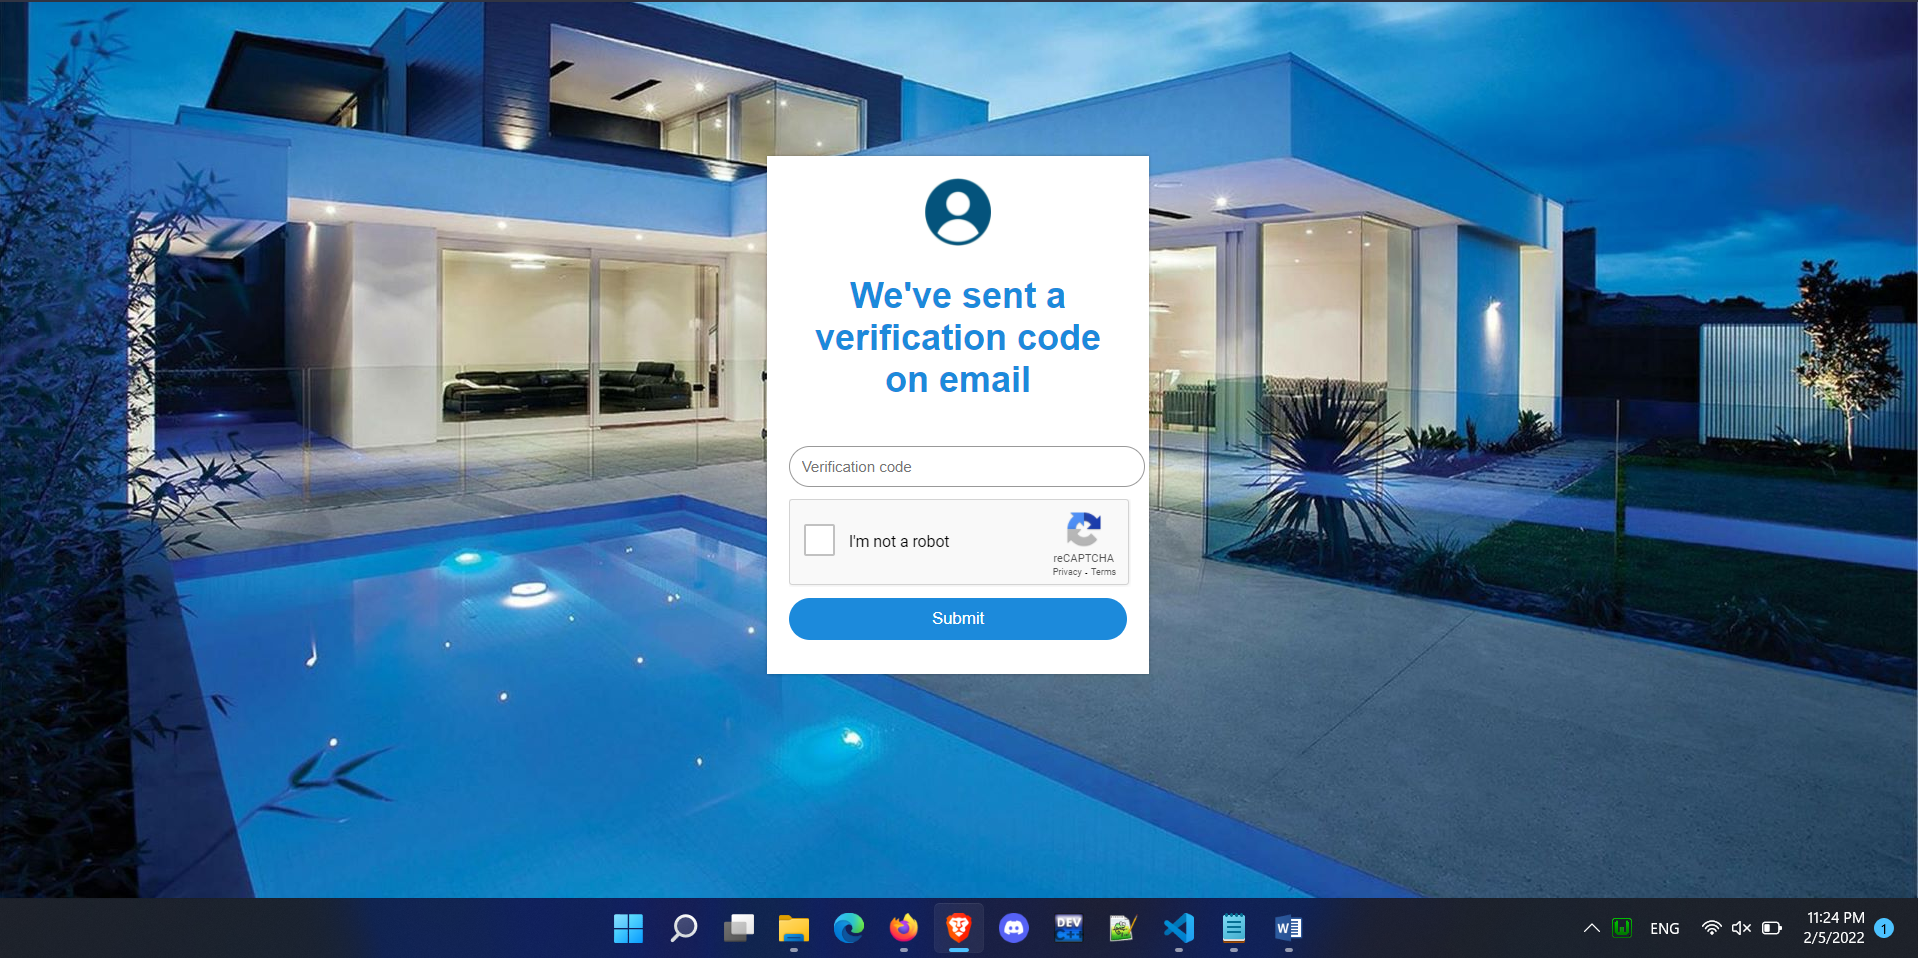 We've sent a
verification code
on email
Verification code
I'm not a robot
reCAPTCHA
Privacy - Terms
Submit
DEV
C++
W
ENG
11:24 PM
2/5/2022
1